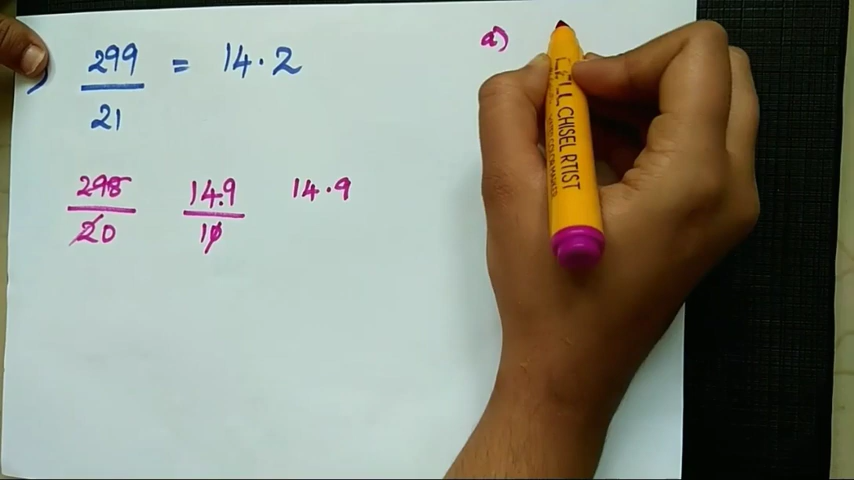 299/21 = 14.2
a)
298/20 14.9/10 14.9
CHISEL RTIST